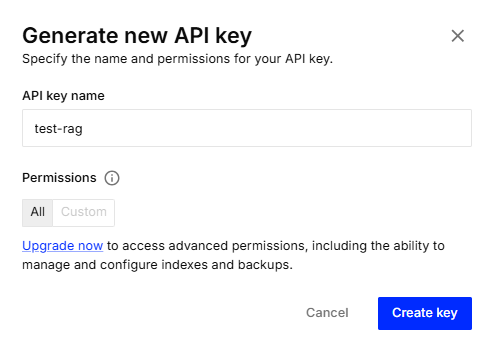 Generate new API key
Specify the name and permissions for your API key.
API key name
test-rag
Permissions
All Custom
Upgrade now to access advanced permissions, including the ability to
manage and configure indexes and backups.
Cancel Create key